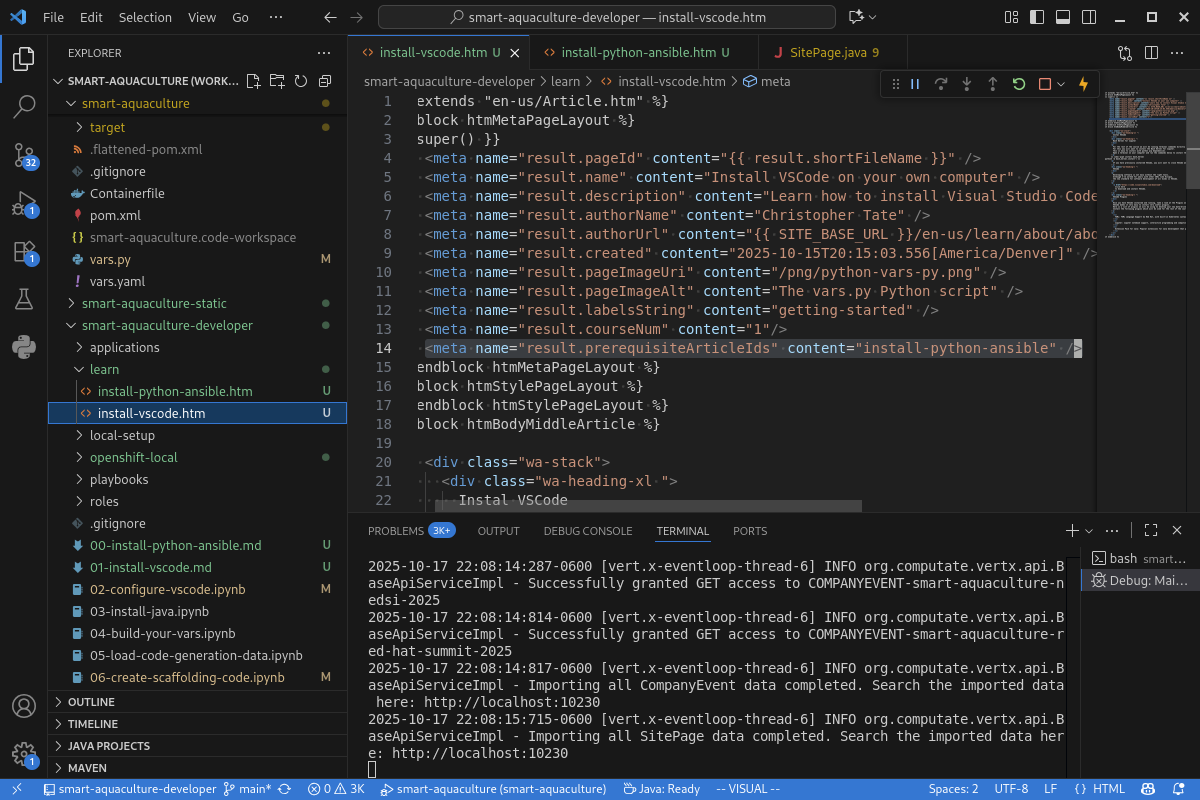 File Edit Selection View Go ···
smart-aquaculture-developer — install-vscode.htm
EXPLORER
SMART-AQUACULTURE (WORK...
smart-aquaculture
target
.flattened-pom.xml
.gitignore
Containerfile
pom.xml
smart-aquaculture.code-workspace
vars.py M
vars.yaml
smart-aquaculture-static
smart-aquaculture-developer
applications
learn
install-python-ansible.htm U
install-vscode.htm U
local-setup
openshift-local
playbooks
roles
.gitignore
00-install-python-ansible.md U
01-install-vscode.md U
02-configure-vscode.ipynb M
03-install-java.ipynb
04-build-your-vars.ipynb
05-load-code-generation-data.ipynb
06-create-scaffolding-code.ipynb M
OUTLINE
TIMELINE
JAVA PROJECTS
MAVEN
32
1
1
1
install-vscode.htm U
install-python-ansible.htm U
SitePage.java 9
smart-aquaculture-developer > learn > install-vscode.htm > meta
1 extends "en-us/Article.htm" %}
2 block htmMetaPageLayout %}
3 super() }}
4 <meta name="result.pageId" content="{{ result.shortFileName }}" />
5 <meta name="result.name" content="Install VSCode on your own computer" />
6 <meta name="result.description" content="Learn how to install Visual Studio Code
7 <meta name="result.authorName" content="Christopher Tate" />
8 <meta name="result.authorUrl" content="{{ SITE_BASE_URL }}/en-us/learn/about/abo
9 <meta name="result.created" content="2025-10-15T20:15:03.556[America/Denver]" />
10 <meta name="result.pageImageUri" content="/png/python-vars-py.png" />
11 <meta name="result.pageImageAlt" content="The vars.py Python script" />
12 <meta name="result.labelsString" content="getting-started" />
13 <meta name="result.courseNum" content="1"/>
14 <meta name="result.prerequisiteArticleIds" content="install-python-ansible" />
15 endblock htmMetaPageLayout %}
16 block htmStylePageLayout %}
17 endblock htmStylePageLayout %}
18 block htmBodyMiddleArticle %}
19
20 <div class="wa-stack">
21 <div class="wa-heading-xl ">
22 Instal VSCode
PROBLEMS 3K+ OUTPUT DEBUG CONSOLE TERMINAL PORTS
2025-10-17 22:08:14:287-0600 [vert.x-eventloop-thread-6] INFO org.computate.vertx.api.B
aseApiServiceImpl - Successfully granted GET access to COMPANYEVENT-smart-aquaculture-n
edsi-2025
2025-10-17 22:08:14:814-0600 [vert.x-eventloop-thread-6] INFO org.computate.vertx.api.B
aseApiServiceImpl - Successfully granted GET access to COMPANYEVENT-smart-aquaculture-r
ed-hat-summit-2025
2025-10-17 22:08:14:817-0600 [vert.x-eventloop-thread-6] INFO org.computate.vertx.api.B
aseApiServiceImpl - Importing all CompanyEvent data completed. Search the imported data
here: http://localhost:10230
2025-10-17 22:08:15:715-0600 [vert.x-eventloop-thread-6] INFO org.computate.vertx.api.B
aseApiServiceImpl - Importing all SitePage data completed. Search the imported data her
e: http://localhost:10230
bash smart...
Debug: Mai...
smart-aquaculture-developer main* 0 3K smart-aquaculture (smart-aquaculture) Java: Ready -- VISUAL -- Spaces: 2 UTF-8 LF {} HTML